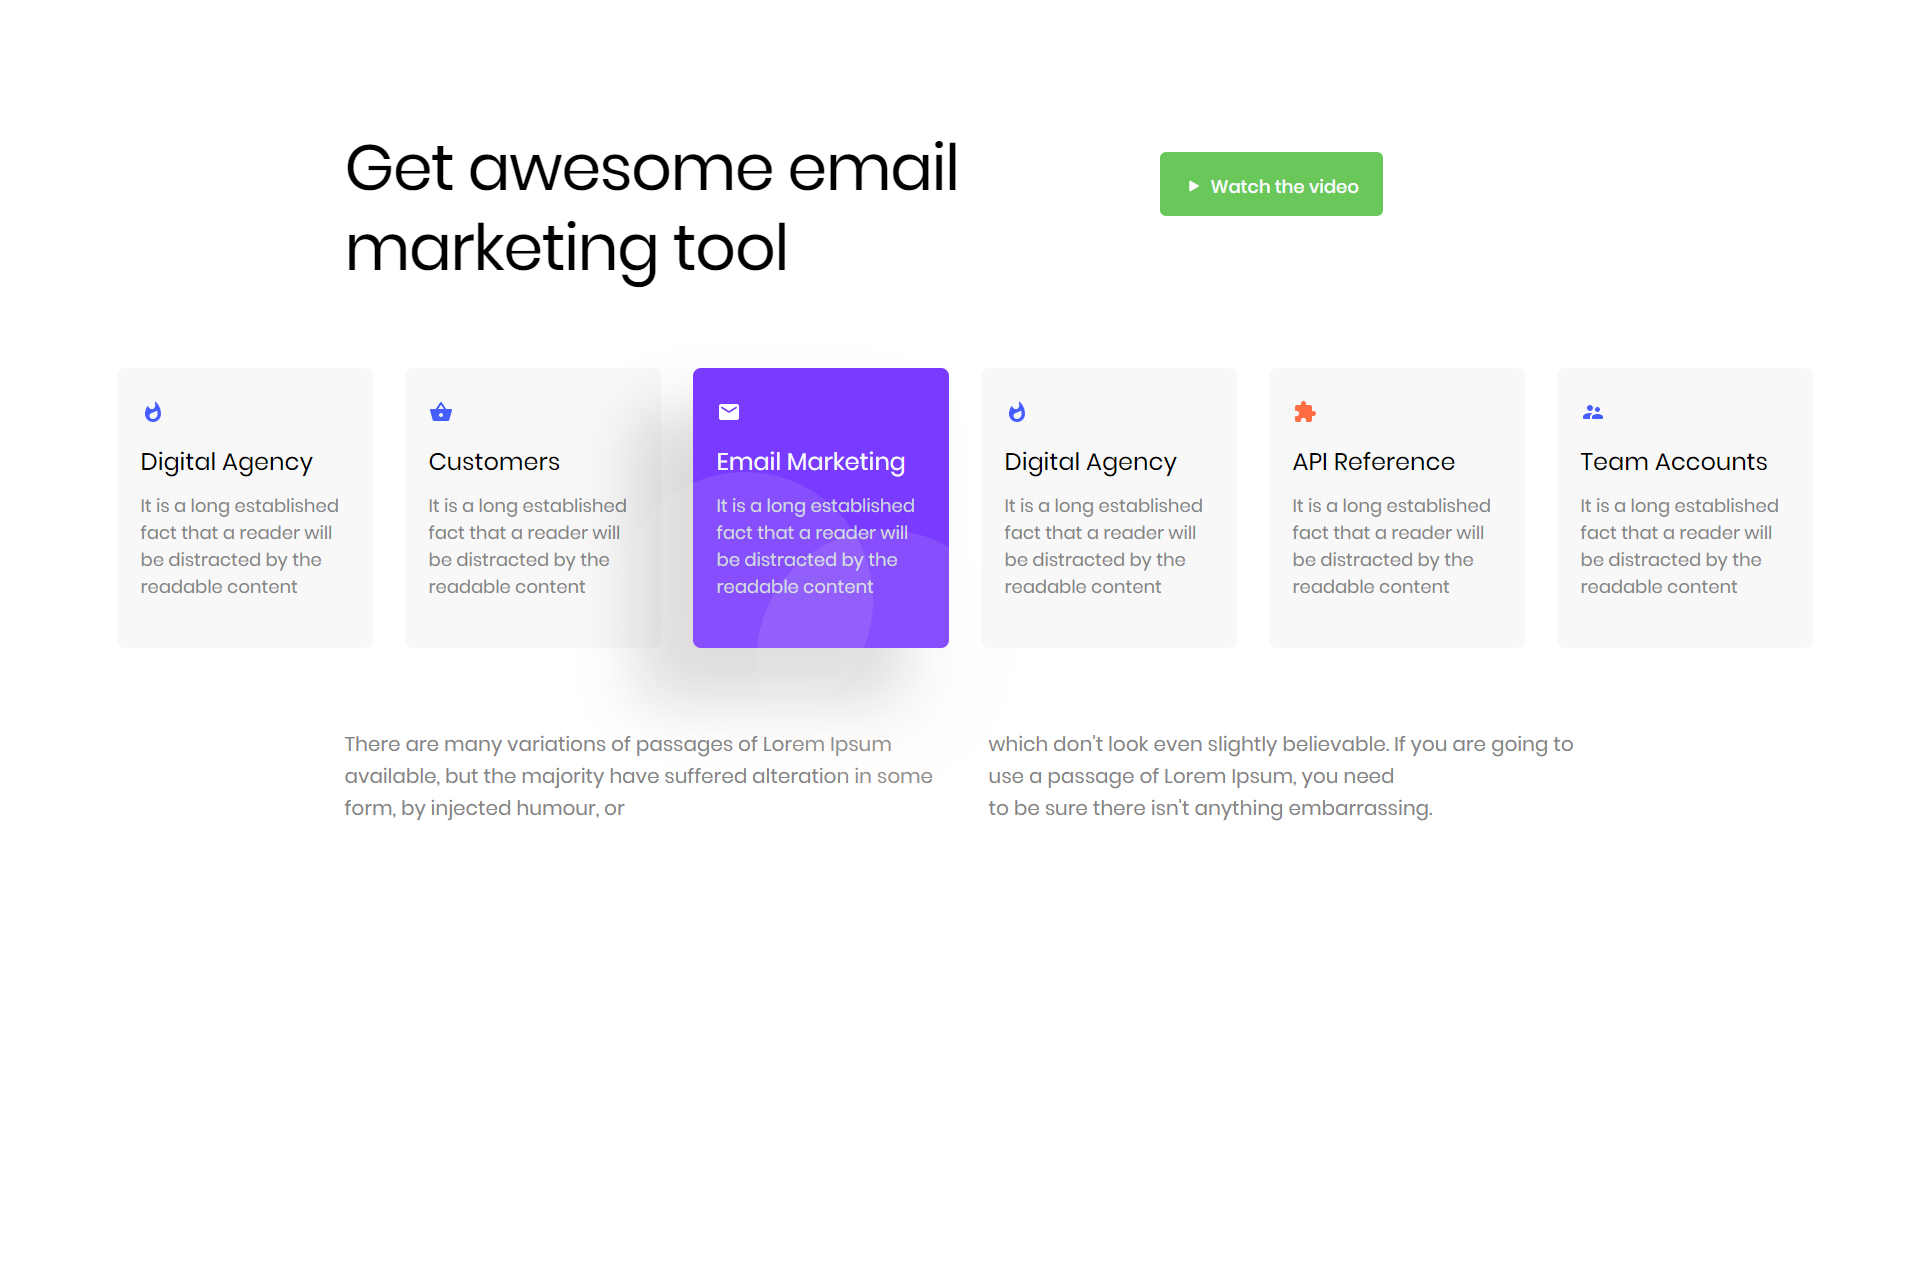 Get awesome email
marketing tool
Watch the video
Digital Agency
It is a long established
fact that a reader will
be distracted by the
readable content
Customers
It is a long established
fact that a reader will
be distracted by the
readable content
Email Marketing
It is a long established
fact that a reader will
be distracted by the
readable content
Digital Agency
It is a long established
fact that a reader will
be distracted by the
readable content
API Reference
It is a long established
fact that a reader will
be distracted by the
readable content
Team Accounts
It is a long established
fact that a reader will
be distracted by the
readable content
There are many variations of passages of Lorem Ipsum
available, but the majority have suffered alteration in some
form, by injected humour, or
which don't look even slightly believable. If you are going to
use a passage of Lorem Ipsum, you need
to be sure there isn't anything embarrassing.